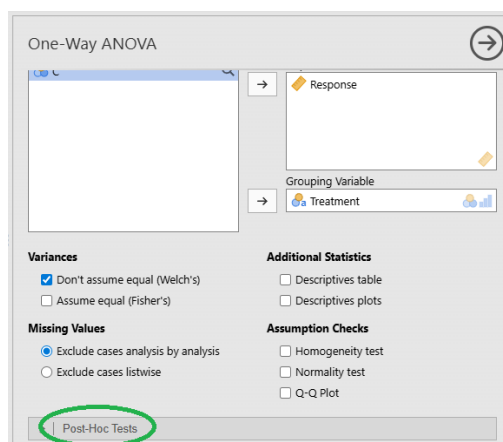 One-Way ANOVA
C
Response
Grouping Variable
a Treatment
Variances
Don't assume equal (Welch's)
Assume equal (Fisher's)
Additional Statistics
Descriptives table
Descriptives plots
Missing Values
Exclude cases analysis by analysis
Exclude cases listwise
Assumption Checks
Homogeneity test
Normality test
Q-Q Plot
Post-Hoc Tests